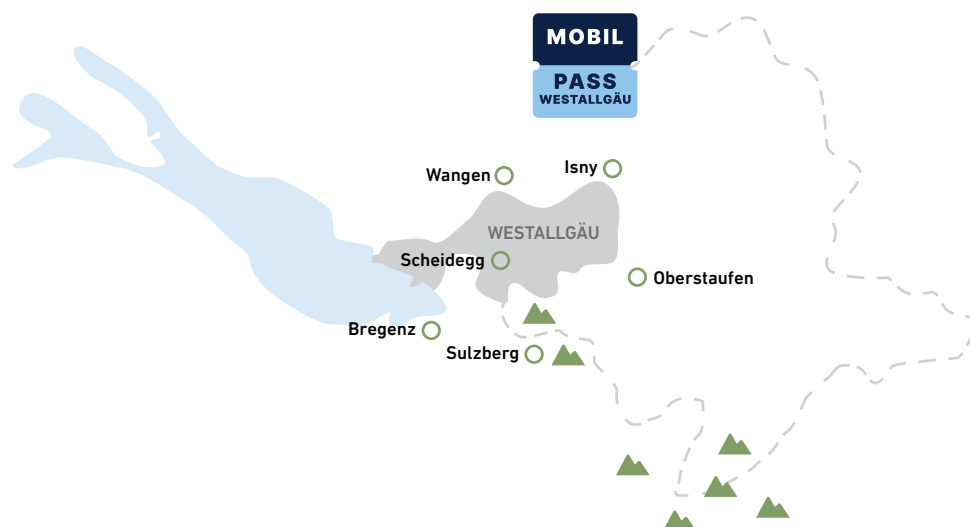 MOBIL
PASS
WESTALLGÄU
Wangen
Isny
WESTALLGÄU
Scheidegg
Oberstaufen
Bregenz
Sulzberg